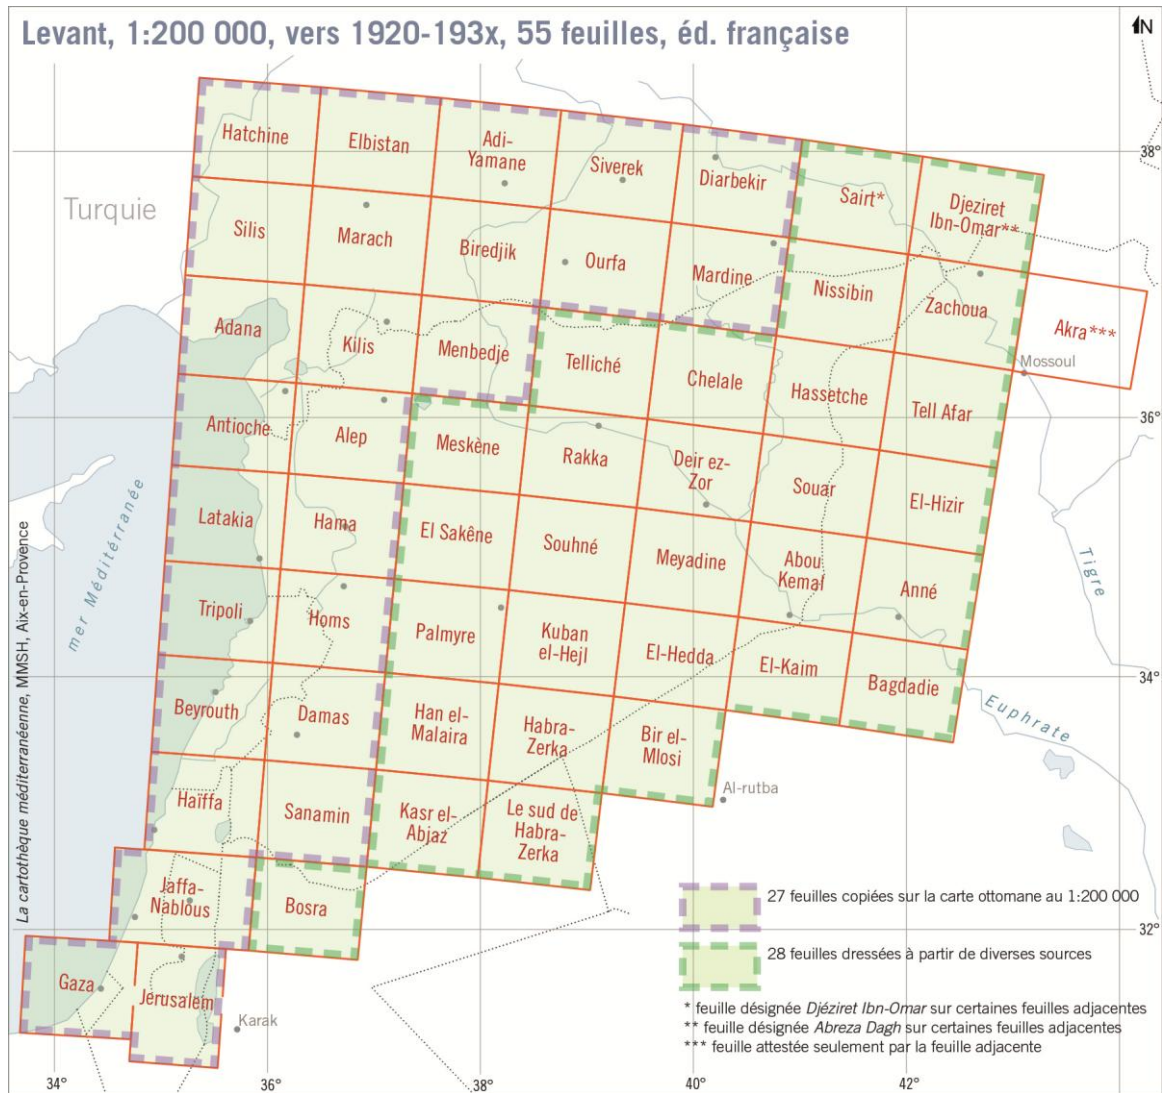 Levant, 1:200 000, vers 1920-193x, 55 feuilles, éd. française
N
38°
Hatchine
Elbistan
Adi-
Yamane
Siverek
Diarbekir
Sairt*
Djeziret
Ibn-Omar**
Turquie
Silis
Marach
Biredjik
Ourfa
Mardine
Nissibin
Zachoua
Akra***
Mossoul
Adana
Kilis
Menbedje
Telliché
Chelale
Hassetche
Tell Afar
36°
Antioche
Alep
Meskène
Rakka
Deir ez-
Zor
Souar
El-Hizir
mer Méditérranée
Latakia
Hama
El Sakêne
Souhné
Meyadine
Abou
Kemal
Anné
Tigre
Tripoli
Homs
Palmyre
Kuban
el-Hejl
El-Hedda
El-Kaim
Bagdadie
34°
Euphrate
Beyrouth
Damas
Han el-
Malaira
Habra-
Zerka
Bir el-
Mlosi
Al-rutba
Haïffa
Sanamin
Kasr el-
Abjaz
Le sud de
Habra-
Zerka
Jaffa-
Nablous
Bosra
32°
Gaza
Jérusalem
Karak
27 feuilles copiées sur la carte ottomane au 1:200 000
28 feuilles dressées à partir de diverses sources
* feuille désignée Djéziret Ibn-Omar sur certaines feuilles adjacentes
** feuille désignée Abreza Dagh sur certaines feuilles adjacentes
*** feuille attestée seulement par la feuille adjacente
34°
36°
38°
40°
42°
La cartothèque méditerranéenne, MMSH, Aix-en-Provence